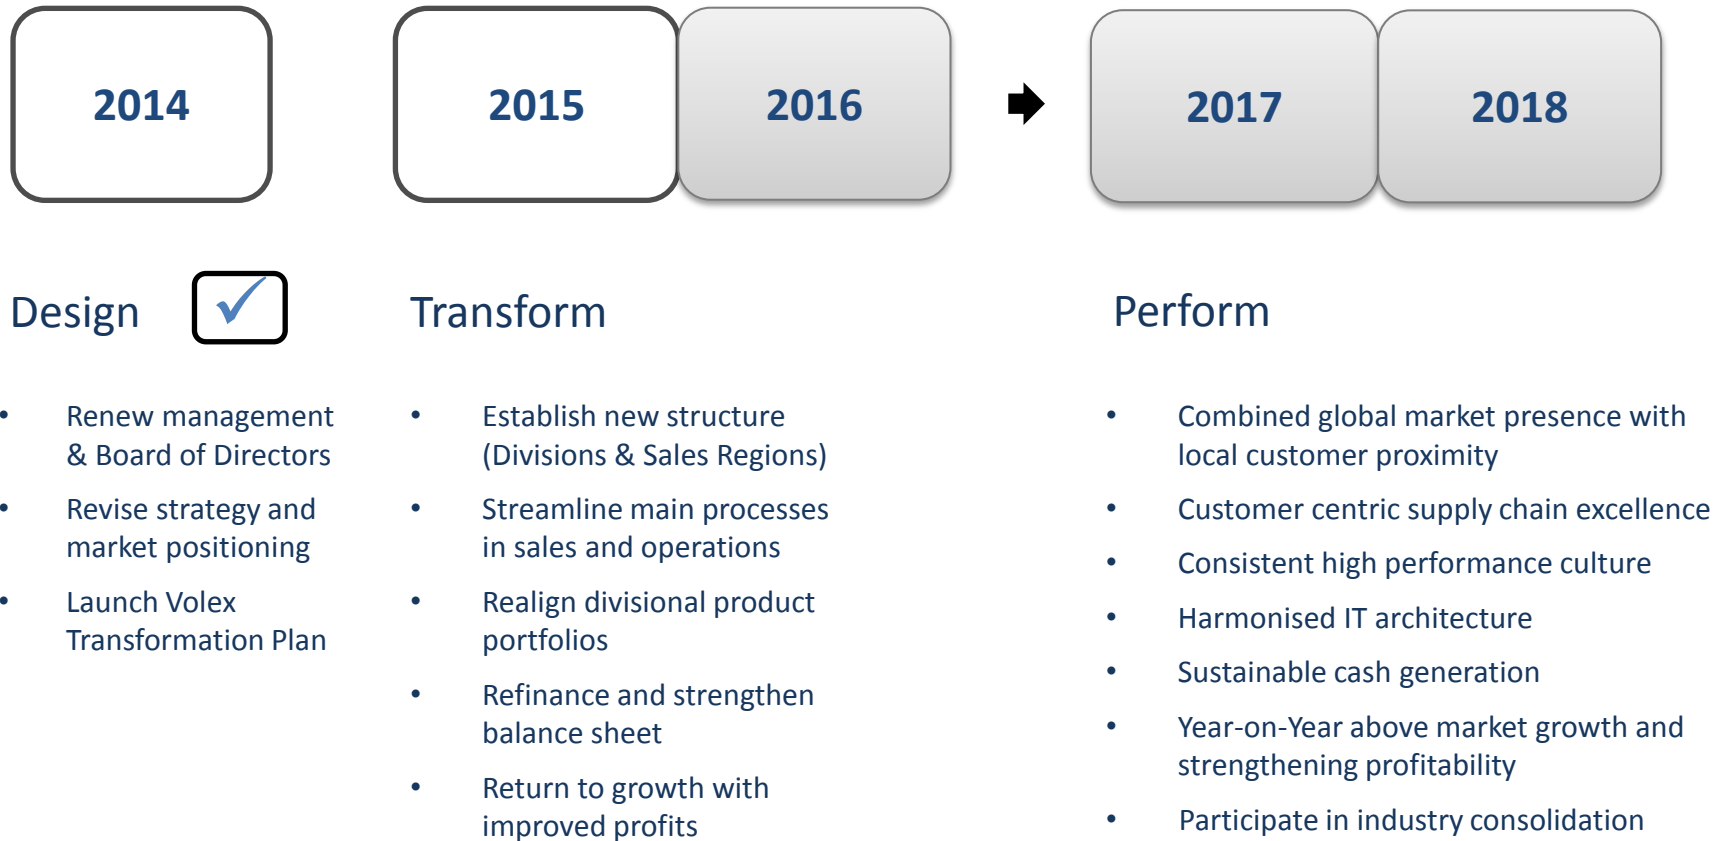 2014
2015
2016
2017
2018
Design
Transform
Perform
• Renew management
& Board of Directors
• Revise strategy and
market positioning
• Launch Volex
Transformation Plan
• Establish new structure
(Divisions & Sales Regions)
• Streamline main processes
in sales and operations
• Realign divisional product
portfolios
• Refinance and strengthen
balance sheet
• Return to growth with
improved profits
• Combined global market presence with
local customer proximity
• Customer centric supply chain excellence
• Consistent high performance culture
• Harmonised IT architecture
• Sustainable cash generation
• Year-on-Year above market growth and
strengthening profitability
• Participate in industry consolidation